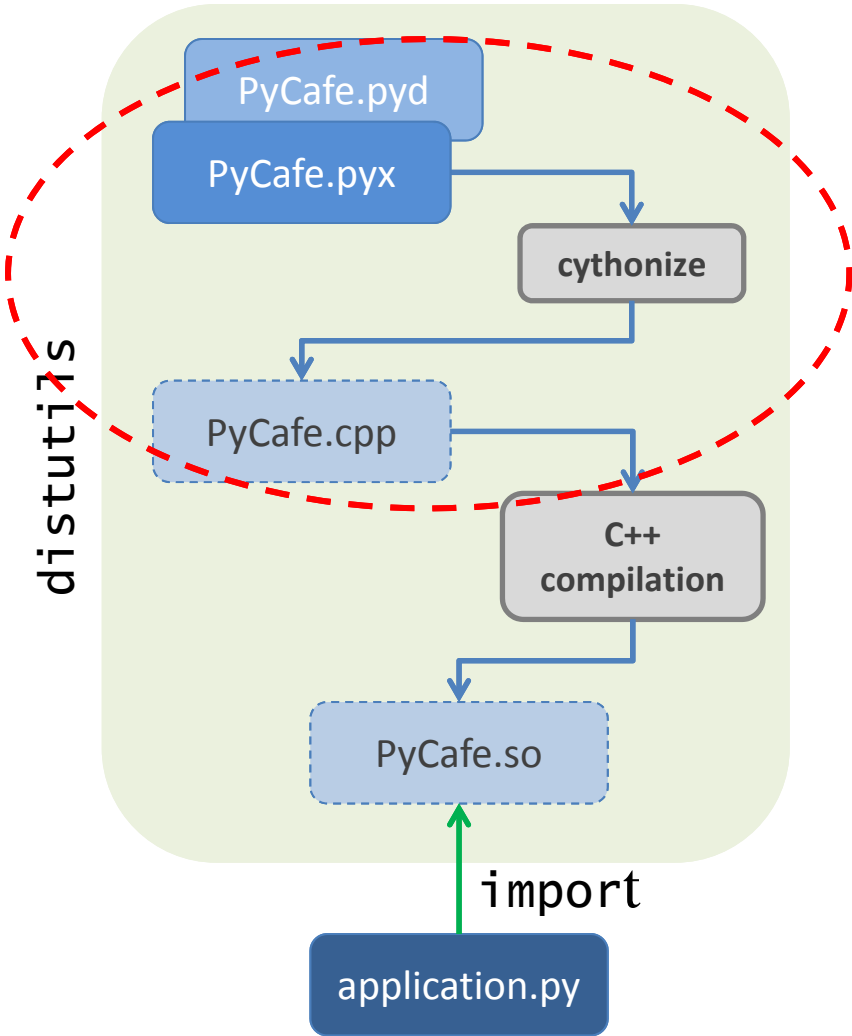 PyCafe.pyd
PyCafe.pyx
cythonize
distutils
PyCafe.cpp
C++
compilation
PyCafe.so
import
application.py